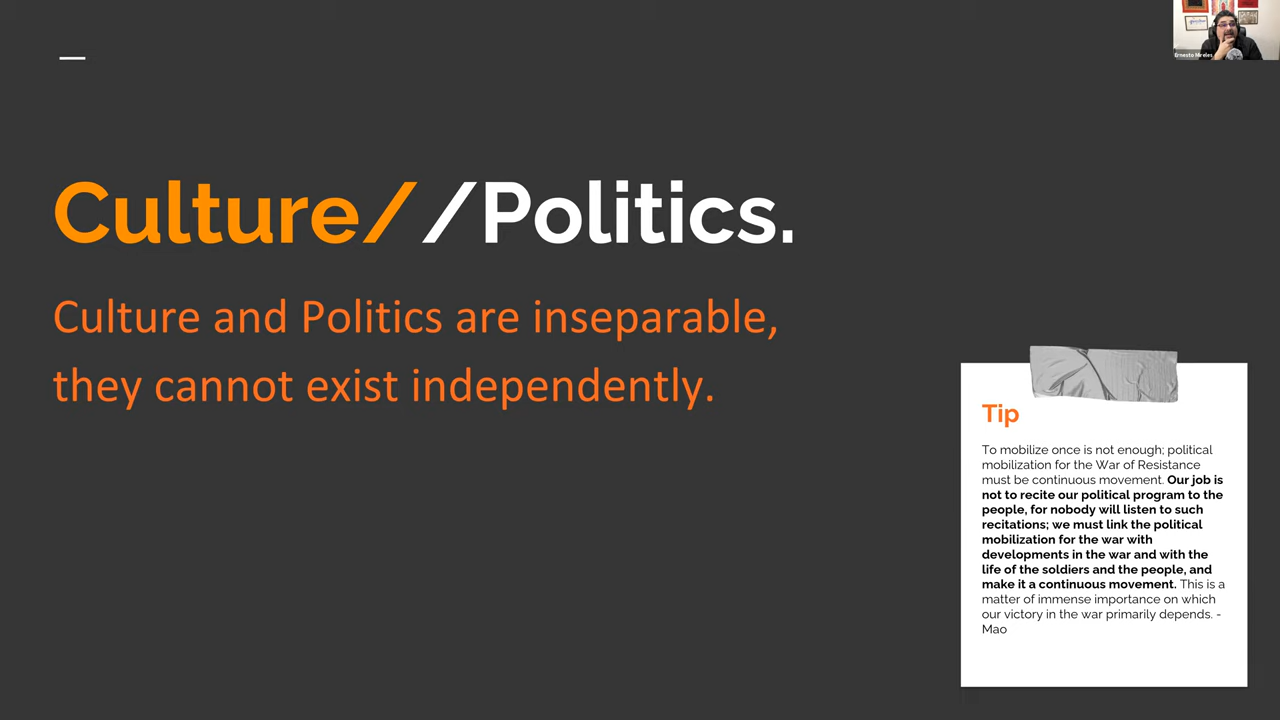 Ernesto Mireles
Culture//Politics.
Culture and Politics are inseparable,
they cannot exist independently.
Tip
To mobilize once is not enough; political
mobilization for the War of Resistance
must be continuous movement. Our job is
not to recite our political program to the
people, for nobody will listen to such
recitations; we must link the political
mobilization for the war with
developments in the war and with the
life of the soldiers and the people, and
make it a continuous movement. This is a
matter of immense importance on which
our victory in the war primarily depends. -
Mao